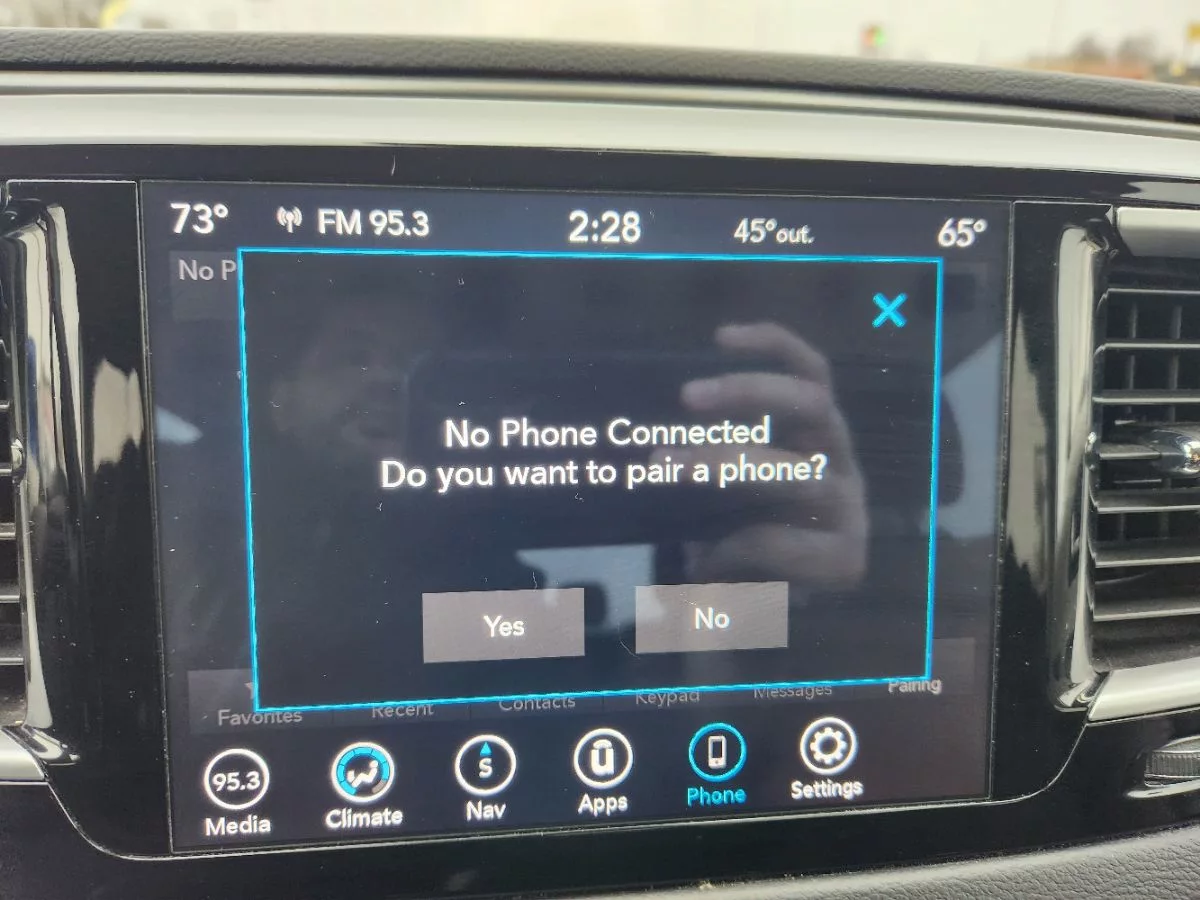 73° FM 95.3 2:28 45°out. 65°
No P
No Phone Connected
Do you want to pair a phone?
Yes No
Favorites Recent Contacts Keypad Messages Pairing
95.3 S
Media Climate Nav Apps Phone Settings